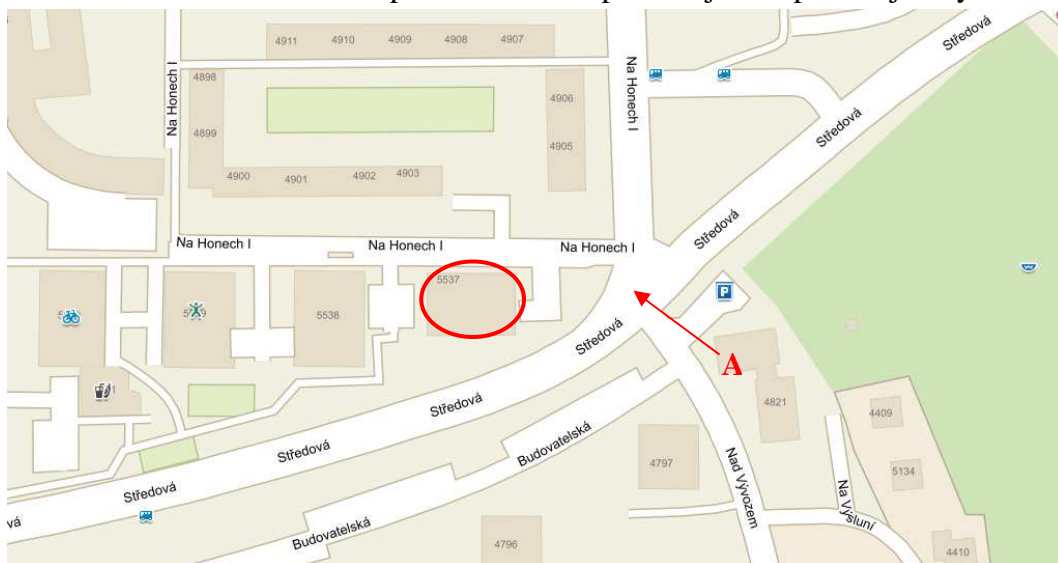 4911 4910 4909 4908 4907
Středová
4898
Na Honech I
Na Honech I
4906
4899
Středová
4905
4900 4901 4902 4903
Středová
Na Honech I Na Honech I Na Honech I
5537
P
5538
Středová
A
4821
4409
Středová
Budovatelská
4797
Nad Vývozem
5134
Středová
Na Výsluní
Středová
vá
Budovatelská
4796
4410